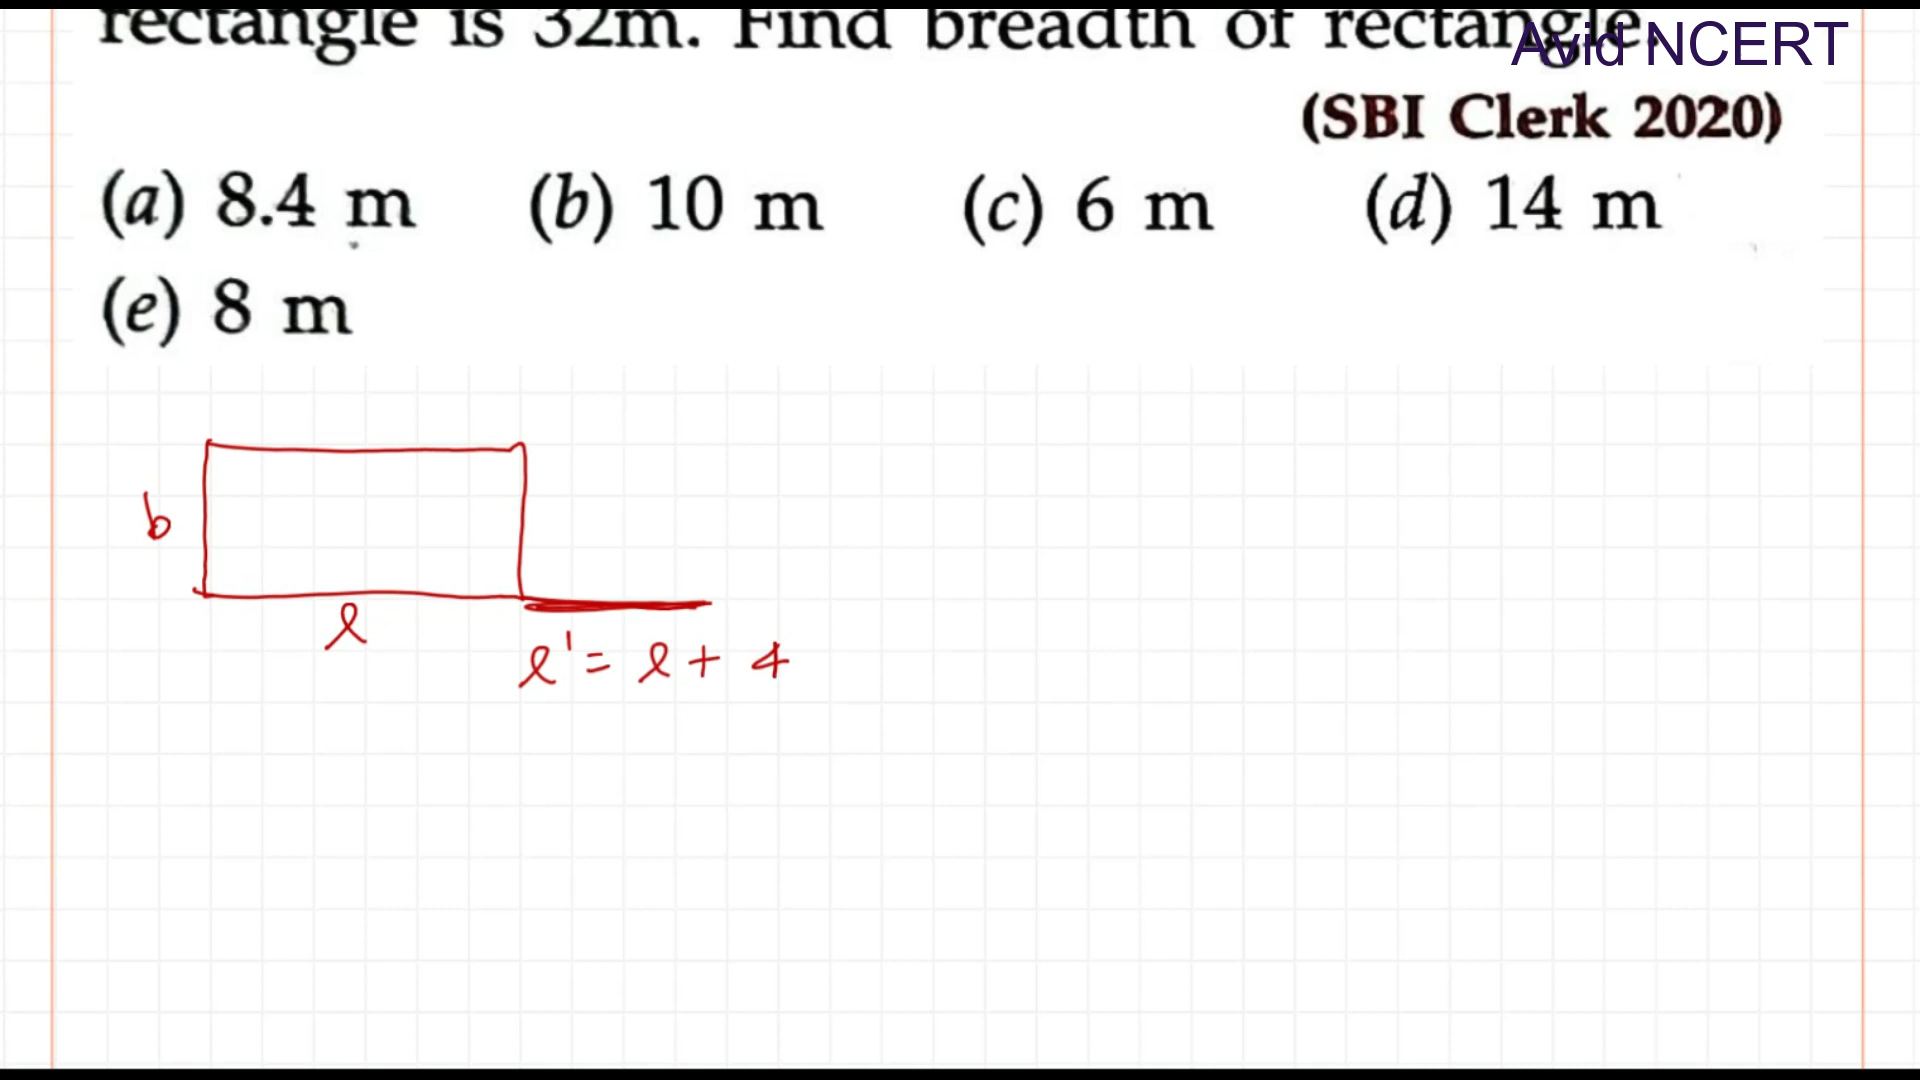 rectangle is 32m. Find breadth of rectangle.
Avid NCERT
(SBI Clerk 2020)
(a) 8.4 m (b) 10 m (c) 6 m (d) 14 m
(e) 8 m
b
l
l' = l + 4